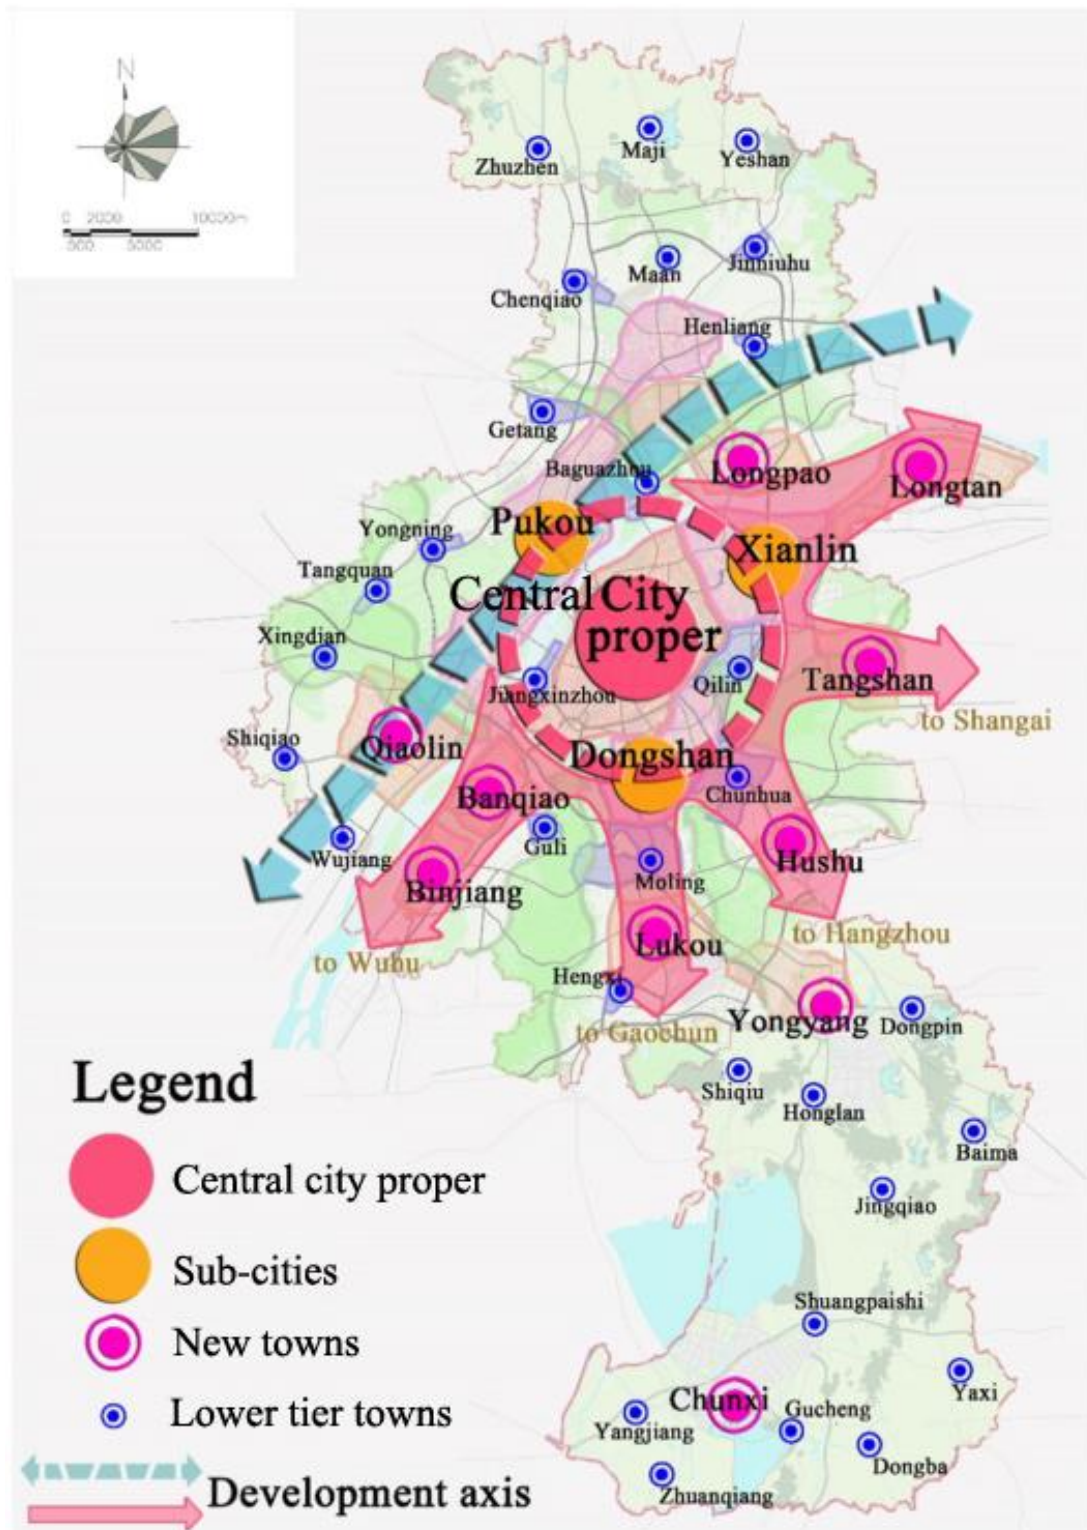 N
0 2000 10000m
500 5000
Zhuzhen
Maji
Yeshan
Maan
Jinniuhu
Chenqiao
Henliang
Getang
Baguazhou
Longpao
Longtan
Pukou
Xianlin
Yongning
Tangquan
Central City
proper
Xingdian
Jiangxinzhou
Qilin
Tangshan
to Shangai
Shiqiao
Qiaolin
Dongshan
Banqiao
Chunhua
Wujiang
Guli
Moling
Hushu
Binjiang
to Wuhu
Lukou
to Hangzhou
Hengxi
to Gaochun
Yongyang
Dongpin
Shiqiu
Honglan
Baima
Jingqiao
Shuangpaishi
Yaxi
Chunxi
Gucheng
Yangjiang
Dongba
Zhuanqiang
Legend
Central city proper
Sub-cities
New towns
Lower tier towns
Development axis